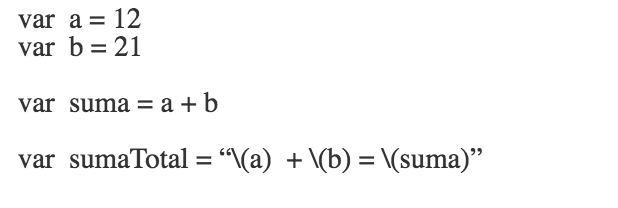 var a = 12
var b = 21
var suma = a + b
var sumaTotal = “\(a) + \(b) = \(suma)”